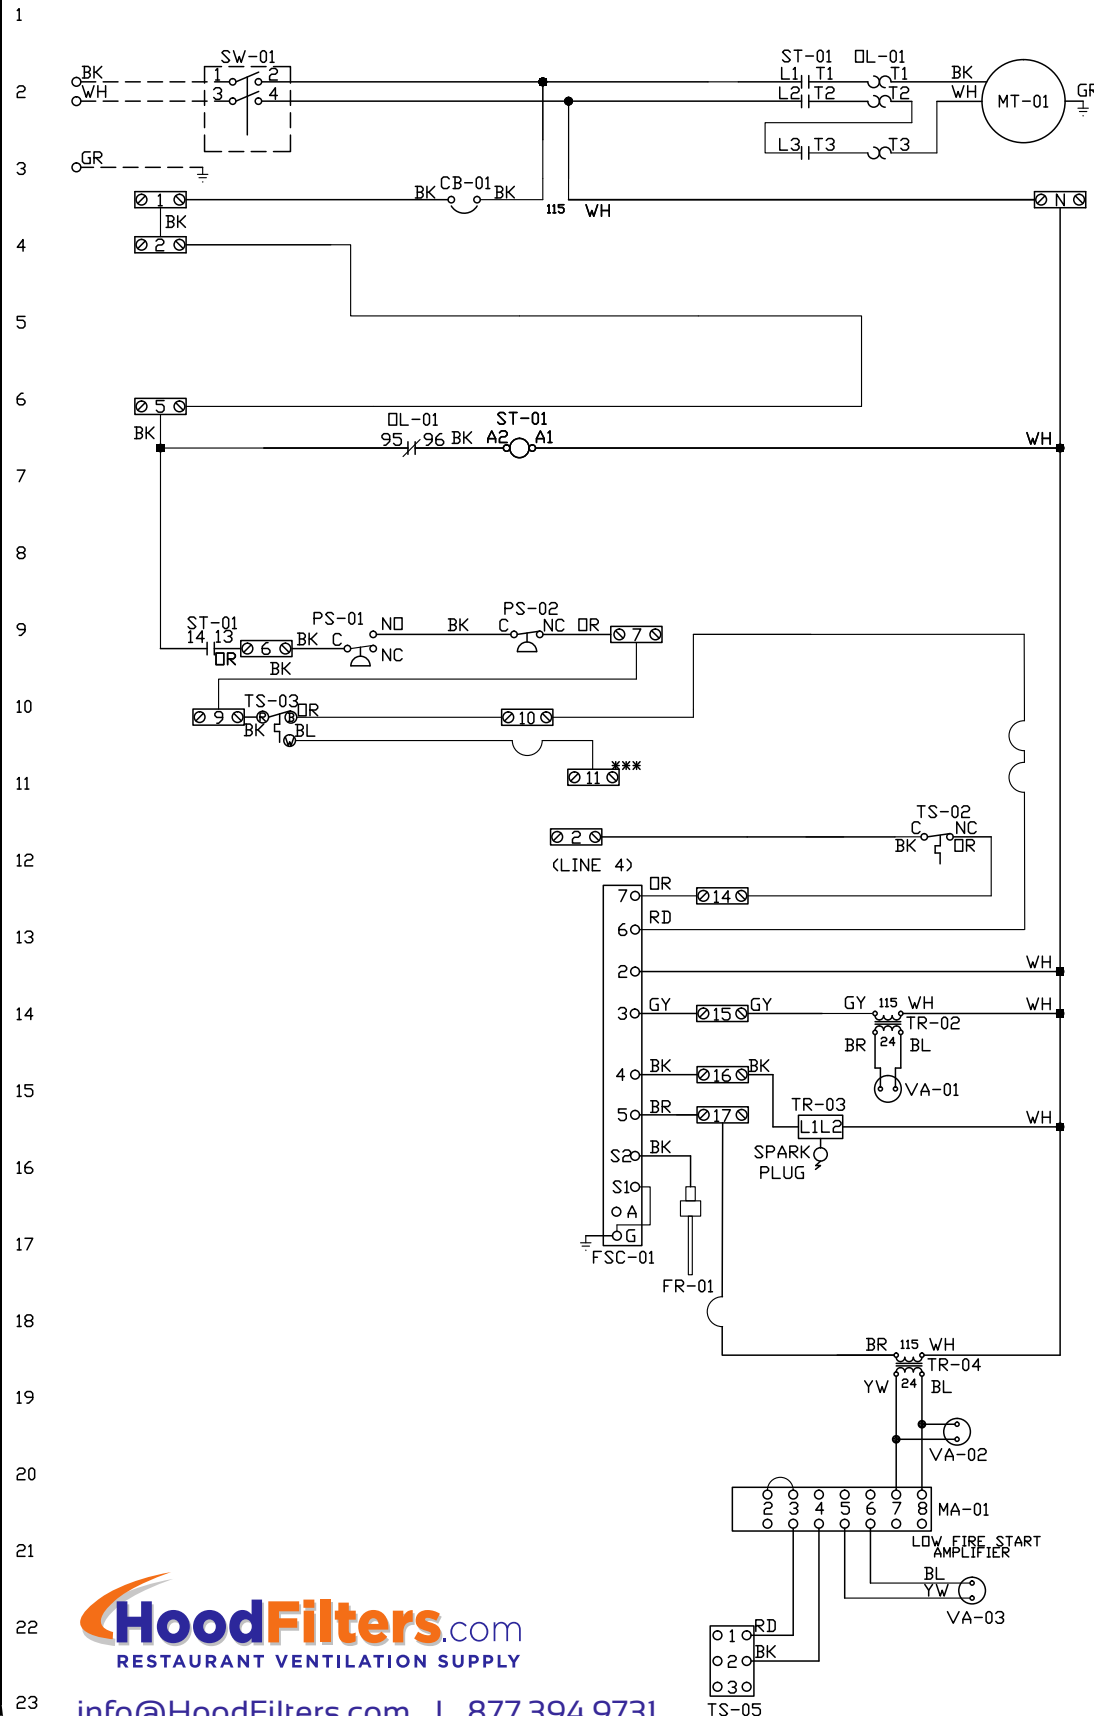 1
SW-01 ST-01 OL-01
BK 1 2 L1 T1 T1 BK
2 WH 3 4 L2 T2 T2 WH MT-01 GR
L3 T3 T3
3 GR
1 BK CB-01 BK 115 WH N
BK
4 2
5
6 5
OL-01 ST-01
BK 95 96 BK A2 A1 WH
7
8
9 ST-01 PS-01 NO BK PS-02
14 13 6 BK C C NC OR 7
OR NC
BK
10 TS-03 OR
9 R B 10
BK BL
W
11 11 ***
TS-02
2 C NC
12 (LINE 4) BK OR
7 OR 14
13 6 RD
2 WH
14 3 GY 15 GY GY 115 WH WH
TR-02
BR 24 BL
4 BK 16 BK
15 VA-01
5 BR 17 TR-03 WH
L1L2
16 S2 BK SPARK
PLUG
S1
A
17 G
FSC-01
FR-01
18
BR 115 WH
TR-04
19 YW 24 BL
VA-02
20
2 3 4 5 6 7 8 MA-01
21 LOW FIRE START
AMPLIFIER
BL
YW
VA-03
22 HoodFilters.com
1 RD
RESTAURANT VENTILATION SUPPLY
2 BK
3
23 info@HoodFilters.com | 877.394.9731
TS-05